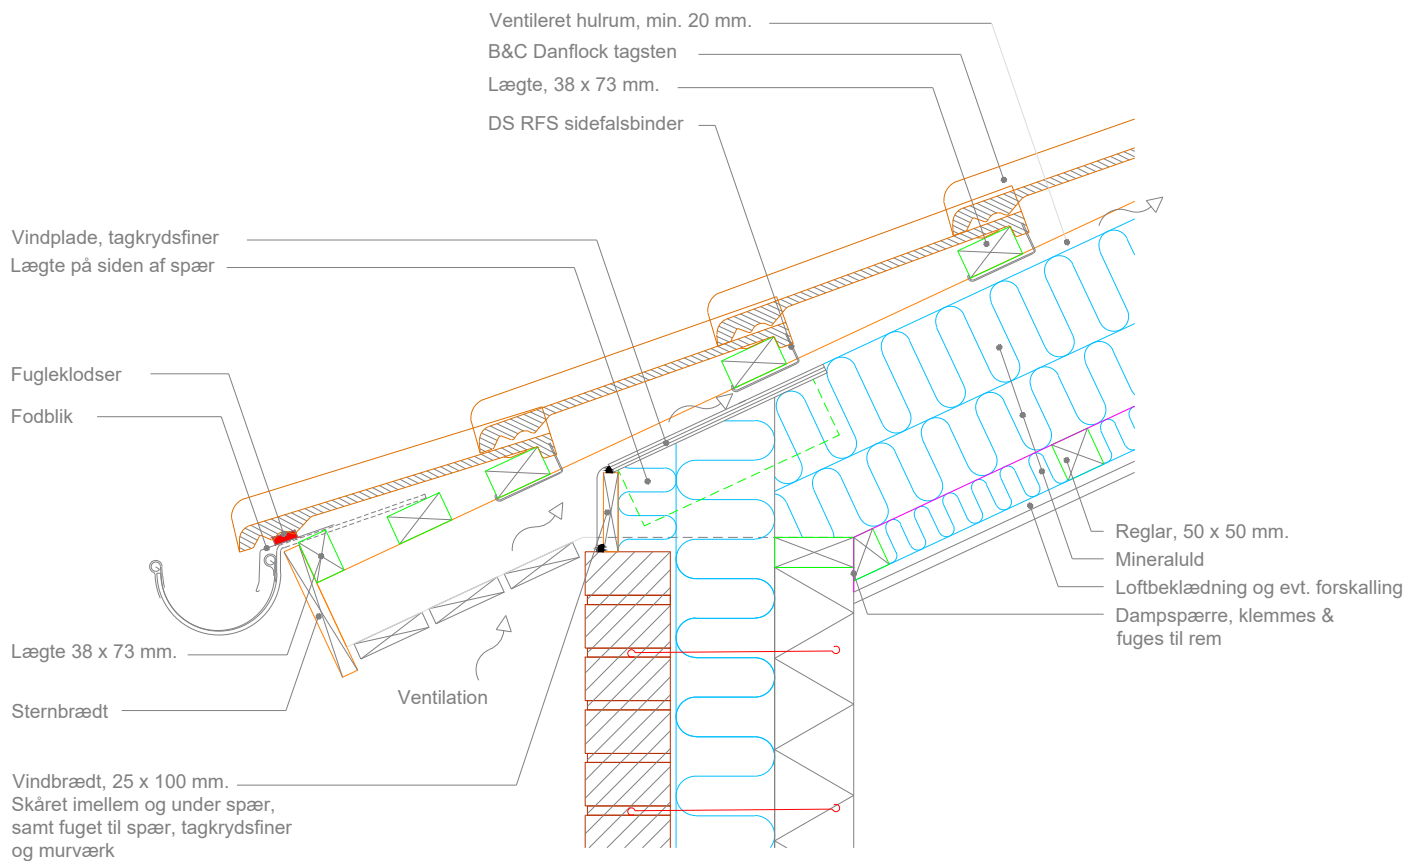 Ventileret hulrum, min. 20 mm.
B&C Danflock tagsten
Lægte, 38 x 73 mm.
DS RFS sidefalsbinder
Vindplade, tagkrydsfiner
Lægte på siden af spær
Fugleklodser
Fodblik
Lægte 38 x 73 mm.
Sternbrædt
Ventilation
Vindbrædt, 25 x 100 mm.
Skåret imellem og under spær,
samt fuget til spær, tagkrydsfiner
og murværk
Reglar, 50 x 50 mm.
Mineraluld
Loftbeklædning og evt. forskalling
Dampspærre, klemmes &
fuges til rem